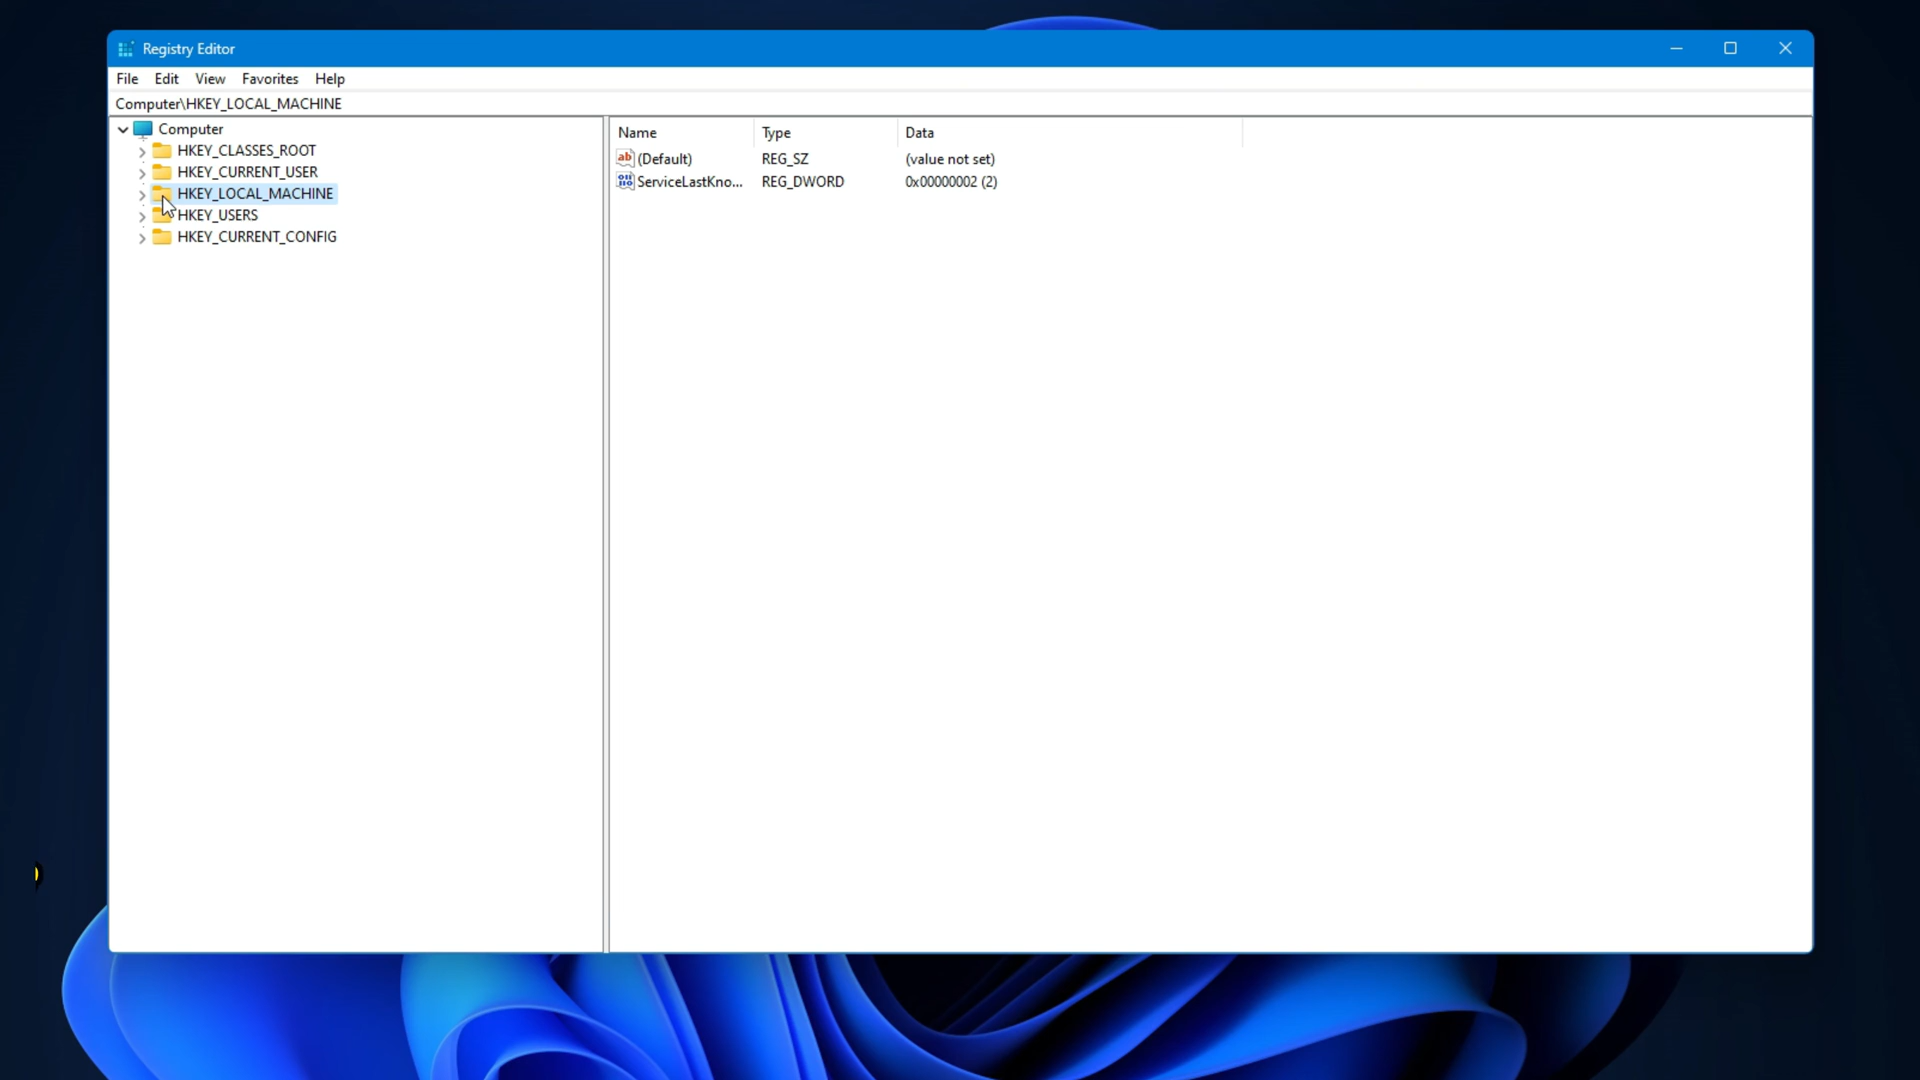 Registry Editor
File Edit View Favorites Help
Computer\HKEY_LOCAL_MACHINE
Computer
HKEY_CLASSES_ROOT
HKEY_CURRENT_USER
HKEY_LOCAL_MACHINE
HKEY_USERS
HKEY_CURRENT_CONFIG
Name Type Data
(Default) REG_SZ (value not set)
ServiceLastKno... REG_DWORD 0x00000002 (2)